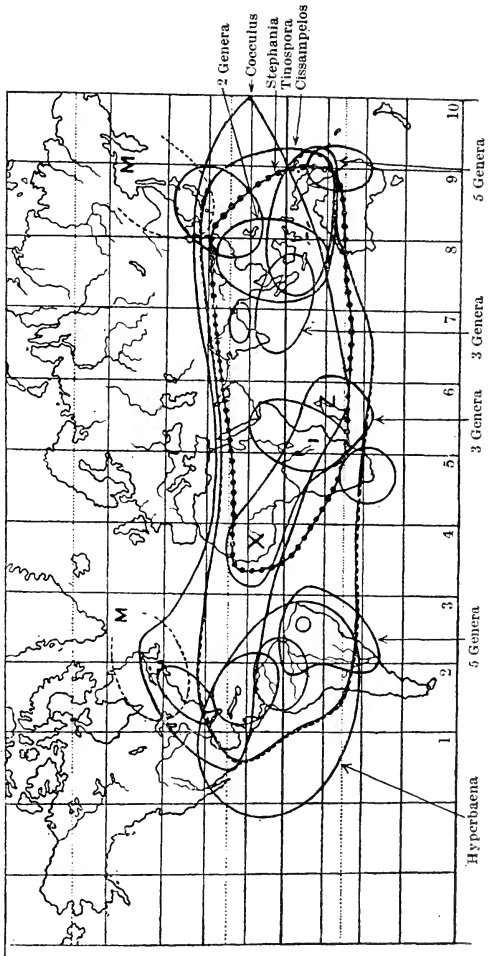 2 Genera
Cocculus
Stephania
Tinospora
Cissampelos
M
M
X
Z
1
1
2
3
4
5
6
7
8
9
10
Hyperbaena
5 Genera
3 Genera
3 Genera
5 Genera